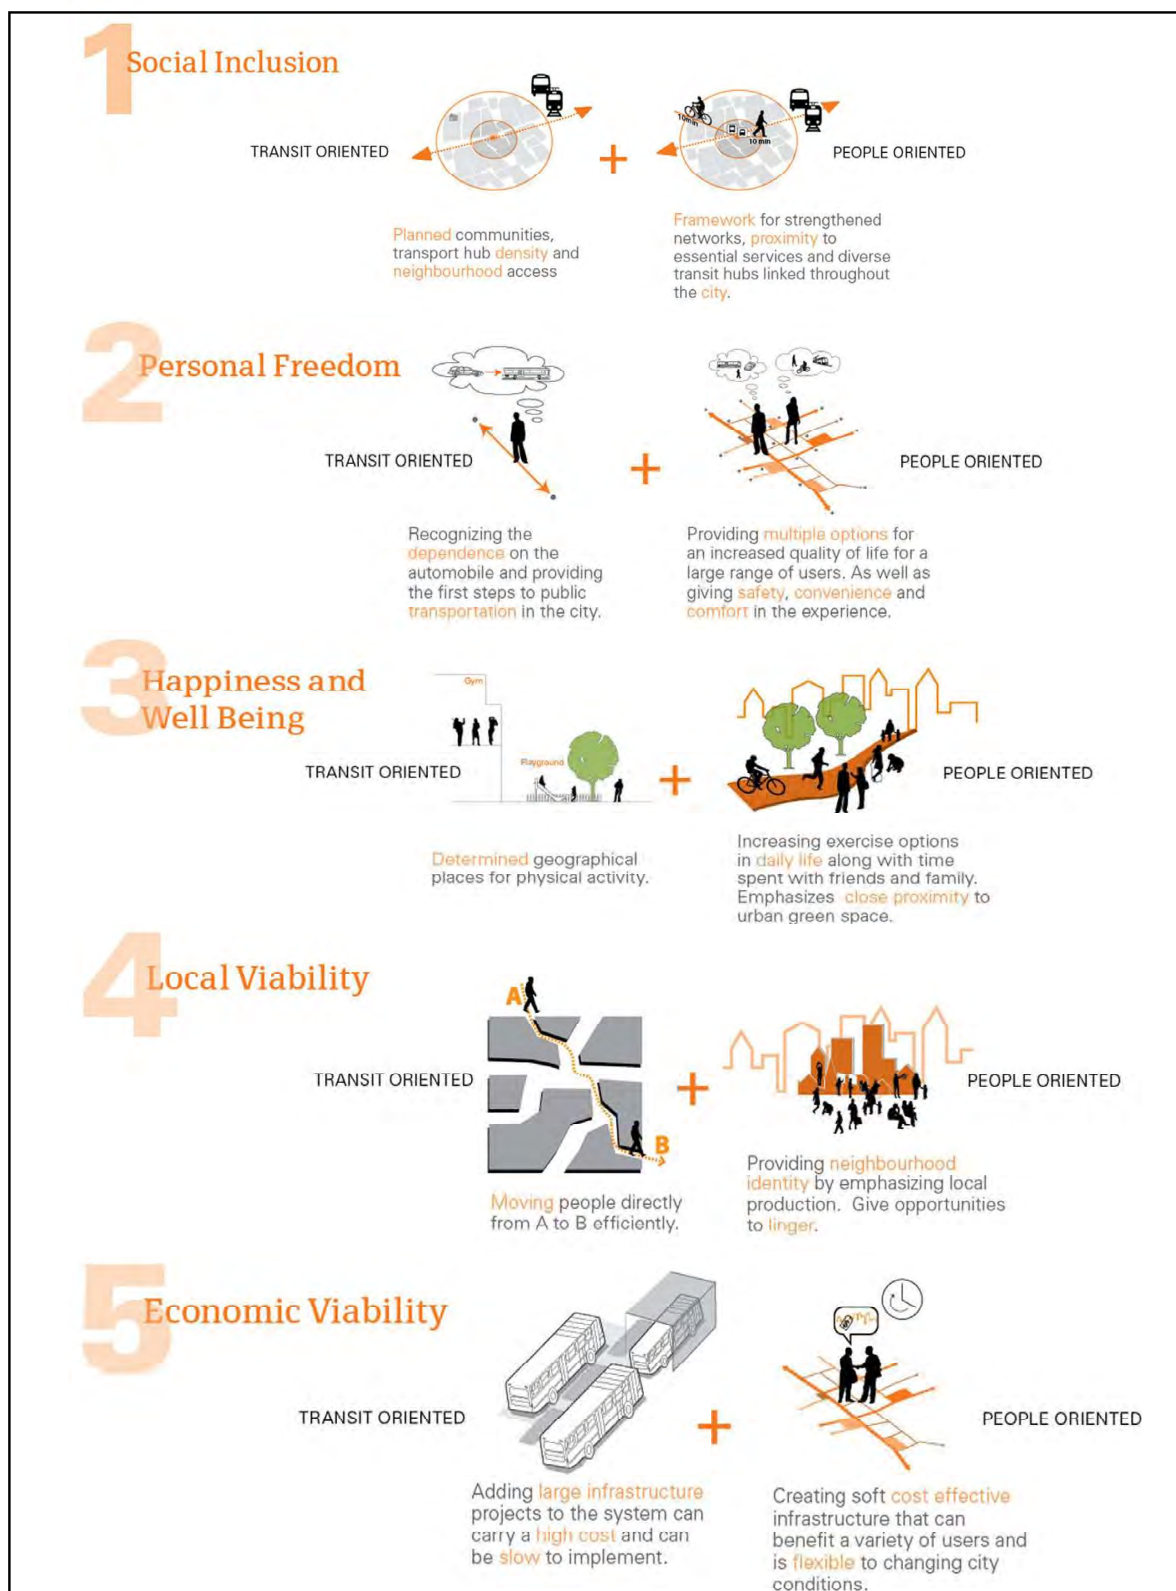 1
Social Inclusion
TRANSIT ORIENTED
+
10min
10 min
PEOPLE ORIENTED
Planned communities,
transport hub density and
neighbourhood access
Framework for strengthened
networks, proximity to
essential services and diverse
transit hubs linked throughout
the city.
2
Personal Freedom
TRANSIT ORIENTED
+
PEOPLE ORIENTED
Recognizing the
dependence on the
automobile and providing
the first steps to public
transportation in the city.
Providing multiple options for
an increased quality of life for a
large range of users. As well as
giving safety, convenience and
comfort in the experience.
3
Happiness and
Well Being
Gym
Playground
TRANSIT ORIENTED
+
PEOPLE ORIENTED
Determined geographical
places for physical activity.
Increasing exercise options
in daily life along with time
spent with friends and family.
Emphasizes close proximity to
urban green space.
4
Local Viability
A
TRANSIT ORIENTED
+
PEOPLE ORIENTED
B
Moving people directly
from A to B efficiently.
Providing neighbourhood
identity by emphasizing local
production. Give opportunities
to linger.
5
Economic Viability
TRANSIT ORIENTED
+
PEOPLE ORIENTED
Adding large infrastructure
projects to the system can
carry a high cost and can
be slow to implement.
Creating soft cost effective
infrastructure that can
benefit a variety of users and
is flexible to changing city
conditions.